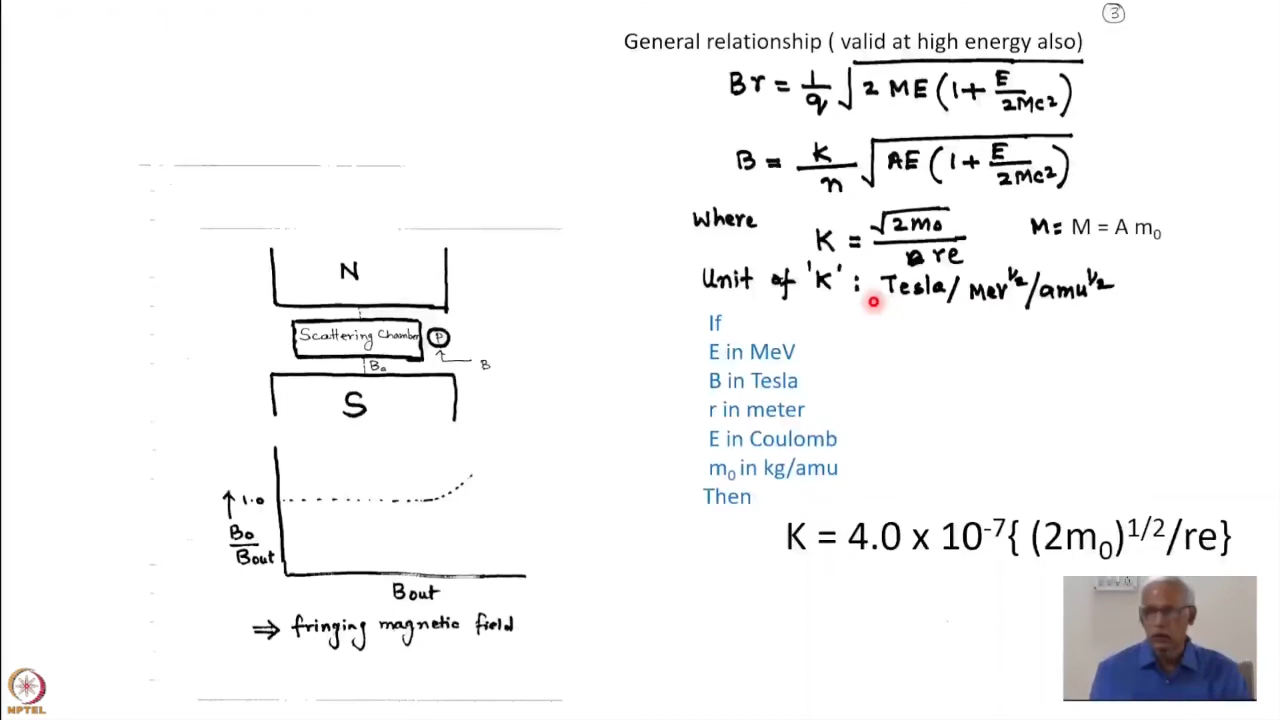 3
General relationship ( valid at high energy also)
Br = 1/q √2ME(1+E/2Mc2)
B = K/n √AE(1+E/2Mc2)
Where K = √2m0/re M= M = A m0
Unit of 'K' : Tesla/MeV1/2/amu1/2
If
E in MeV
B in Tesla
r in meter
E in Coulomb
m0 in kg/amu
Then
K = 4.0 x 10-7{ (2m0)1/2/re}
N
Scattering Chamber P
B0 B
S
1.0
B0/Bout
Bout
⇒ fringing magnetic field
NPTEL